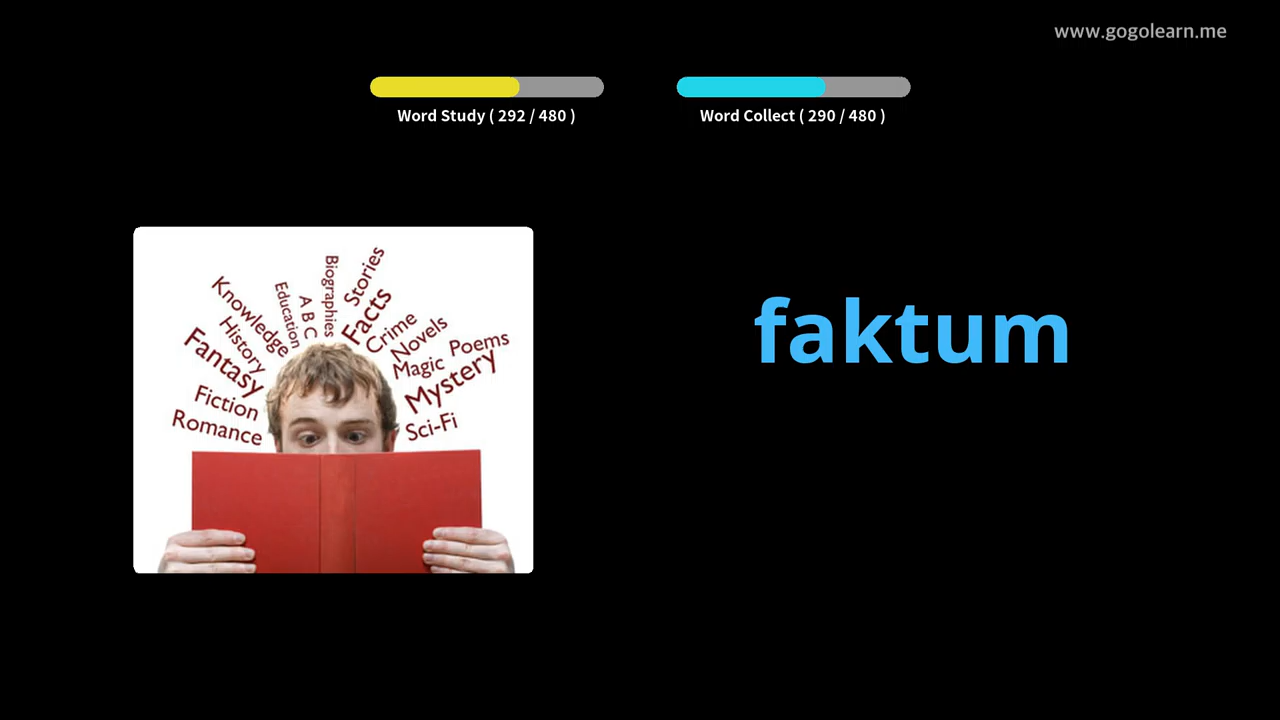 www.gogolearn.me
Word Study ( 292 / 480 )
Word Collect ( 290 / 480 )
faktum
Biographies
Stories
Education
A B C
Facts
Knowledge
Crime
History
Novels
Poems
Fantasy
Magic
Mystery
Fiction
Romance
Sci-Fi